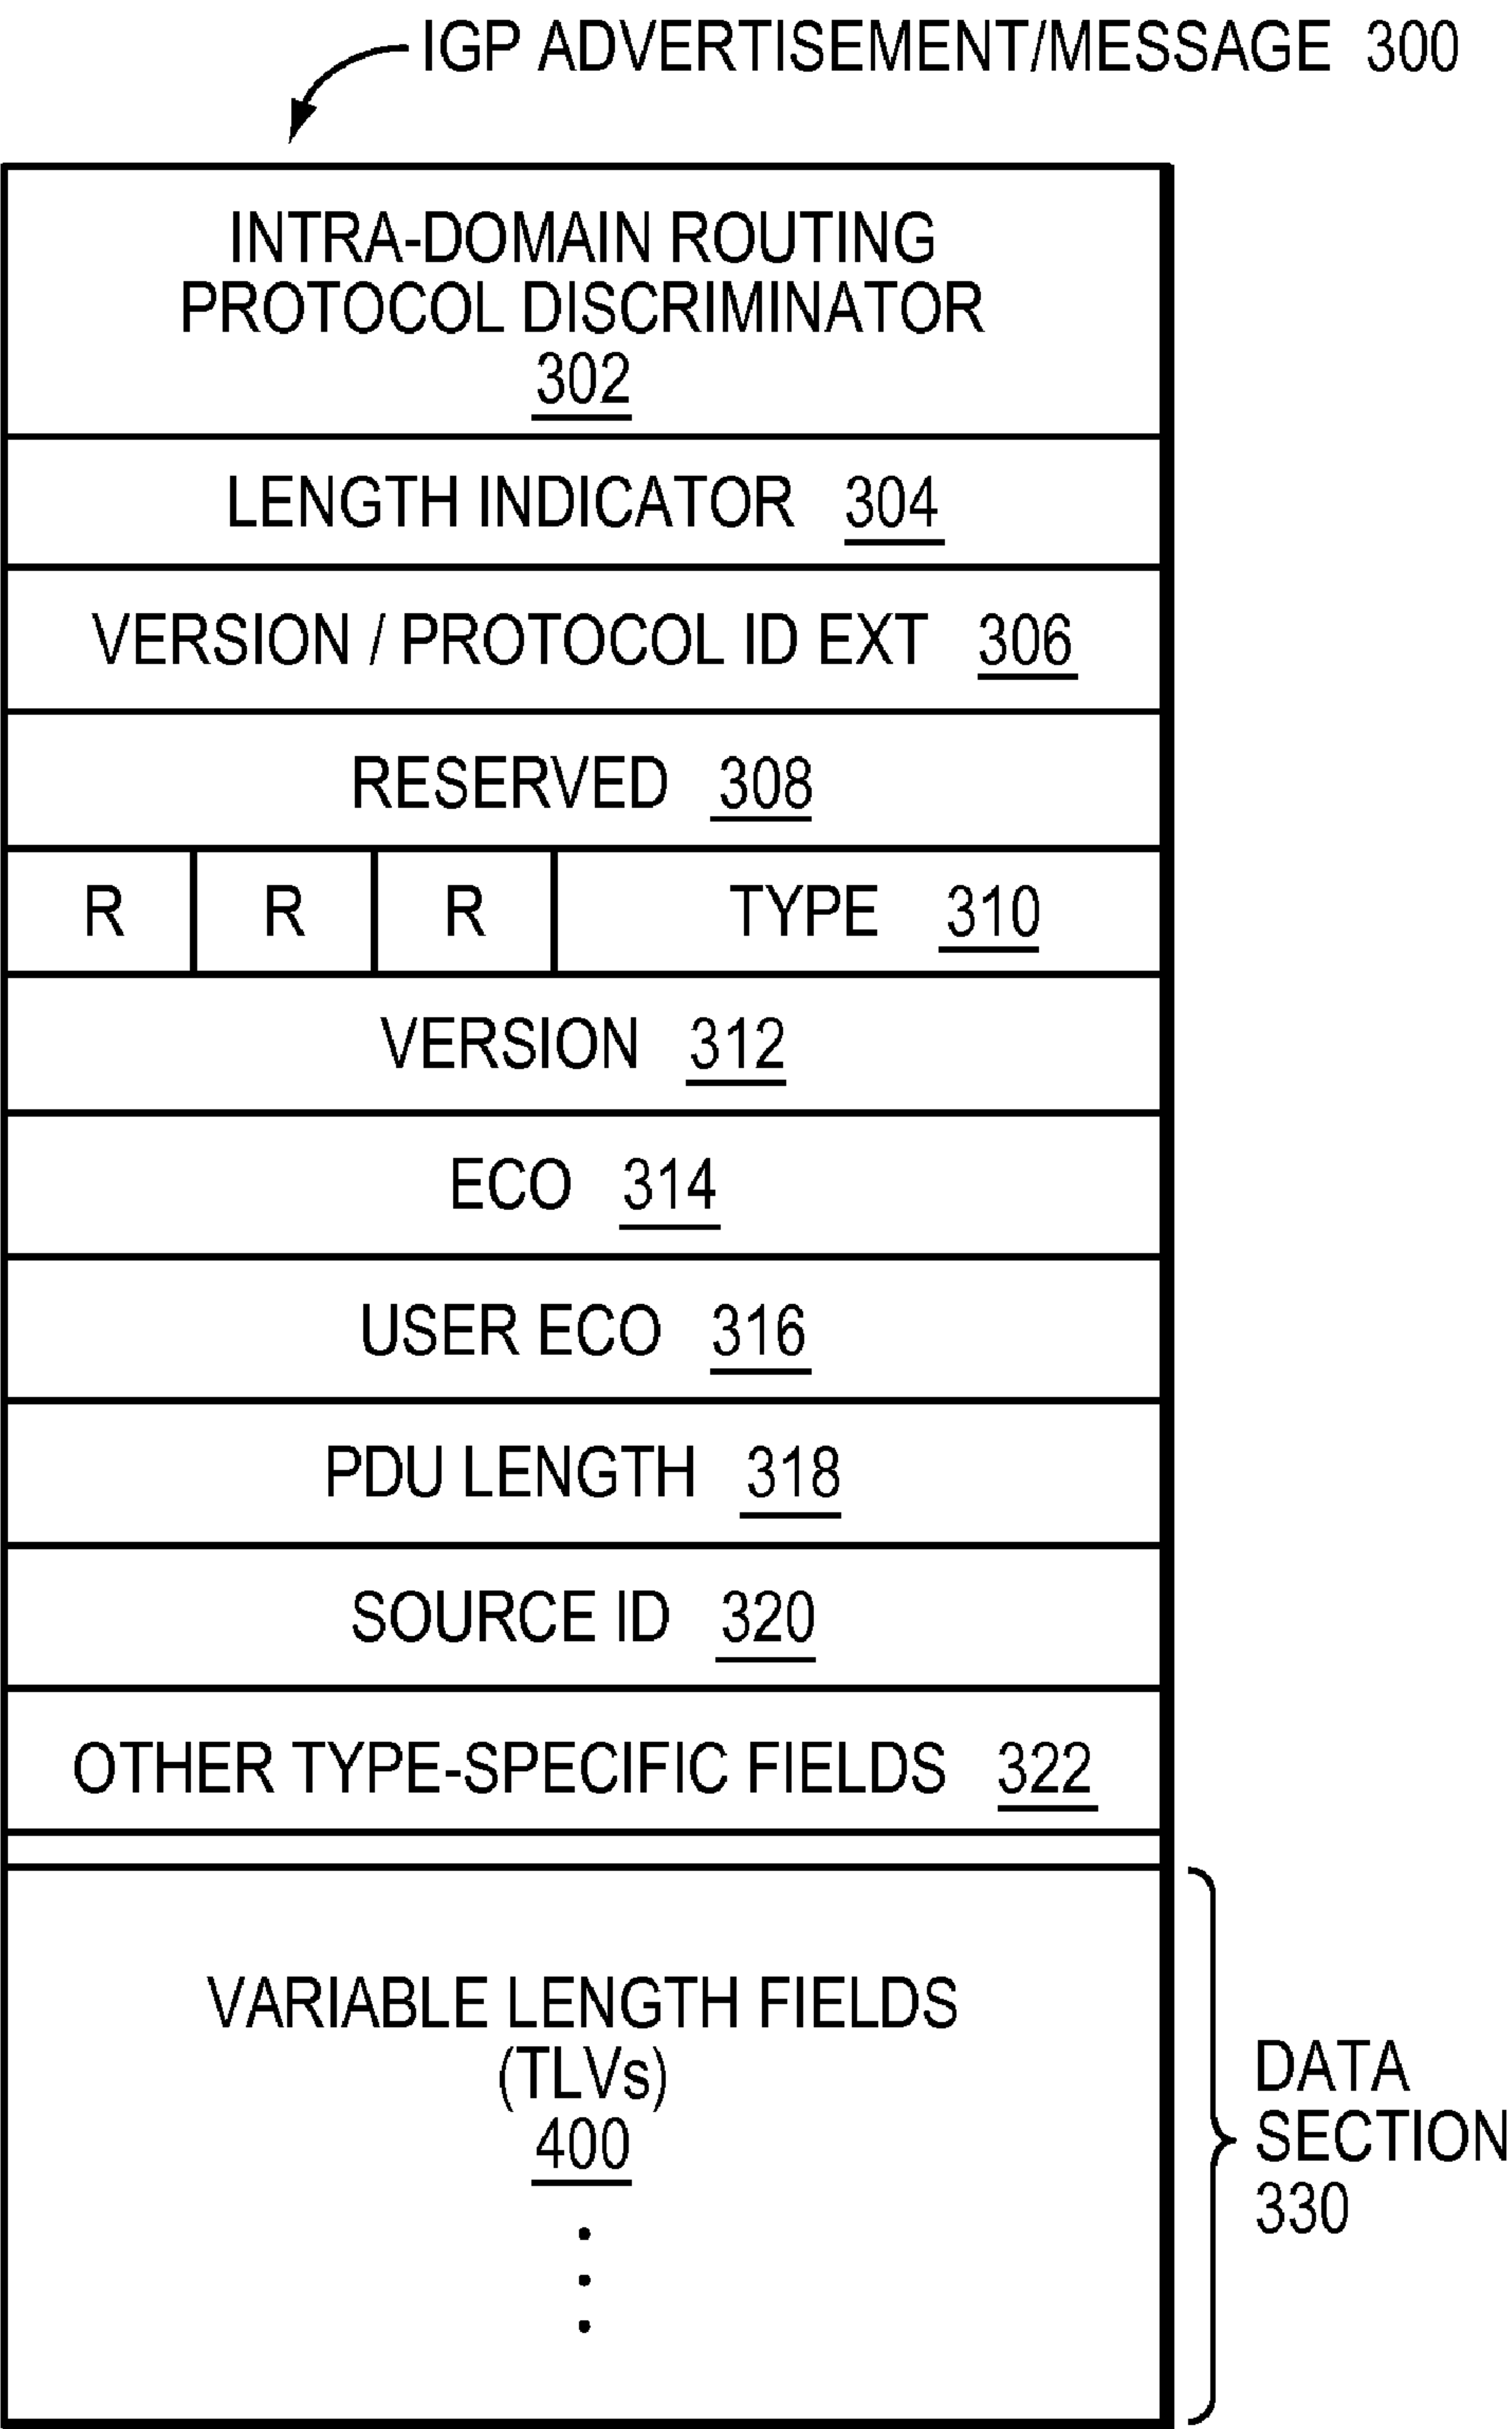 IGP ADVERTISEMENT/MESSAGE 300
INTRA-DOMAIN ROUTING
PROTOCOL DISCRIMINATOR
302
LENGTH INDICATOR 304
VERSION / PROTOCOL ID EXT 306
RESERVED 308
R R R TYPE 310
VERSION 312
ECO 314
USER ECO 316
PDU LENGTH 318
SOURCE ID 320
OTHER TYPE-SPECIFIC FIELDS 322
VARIABLE LENGTH FIELDS
(TLVs)
400
DATA
SECTION
330